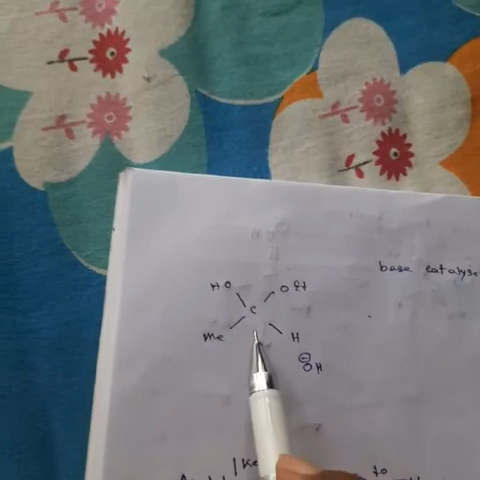 base catalyse
HO OEt
C
Me H
⊖OH
to